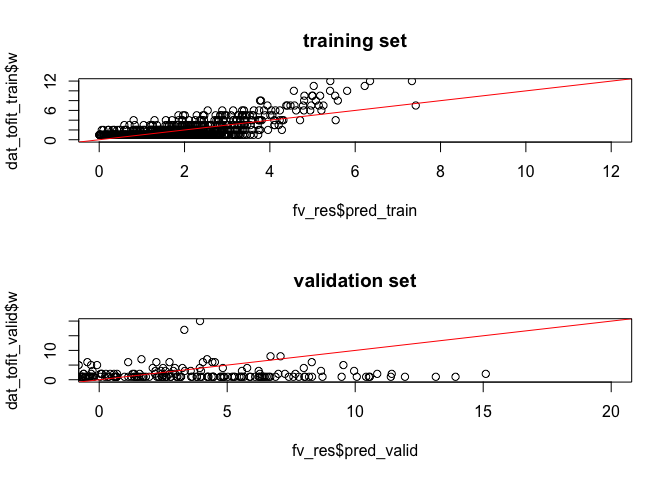 training set
dat_tofit_train$w
12
6
0
0 2 4 6 8 10 12
fv_res$pred_train
validation set
dat_tofit_valid$w
10
0
0 5 10 15 20
fv_res$pred_valid